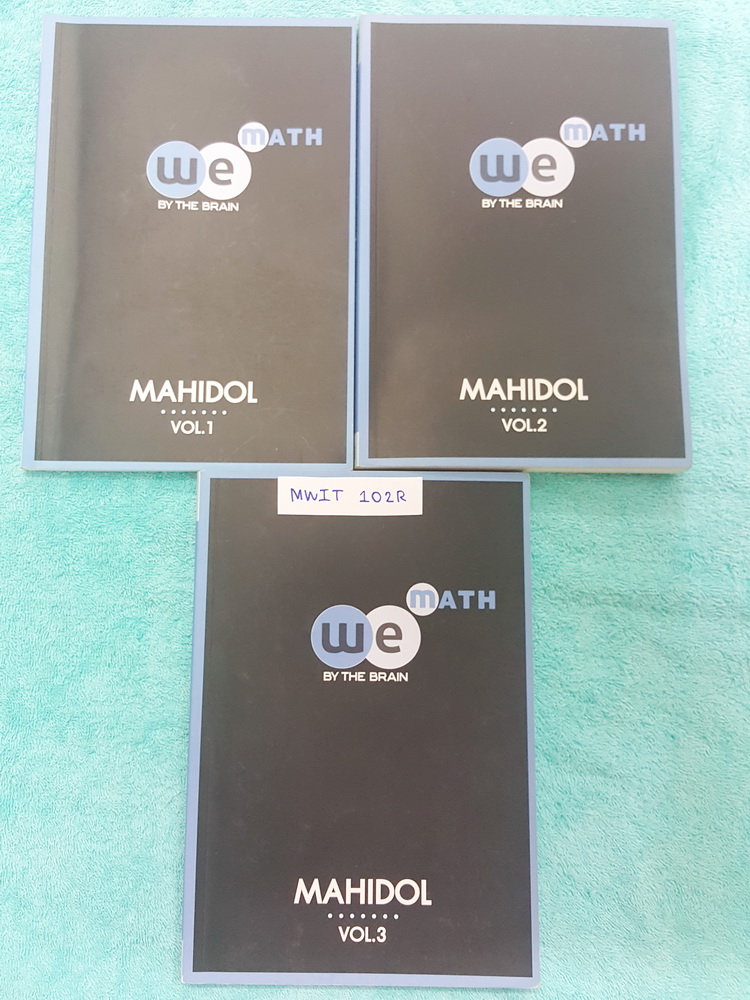 mATH
we
BY THE BRAIN
MAHIDOL
VOL.1
mATH
we
BY THE BRAIN
MAHIDOL
VOL.2
MWIT 102R
mATH
we
BY THE BRAIN
MAHIDOL
VOL.3